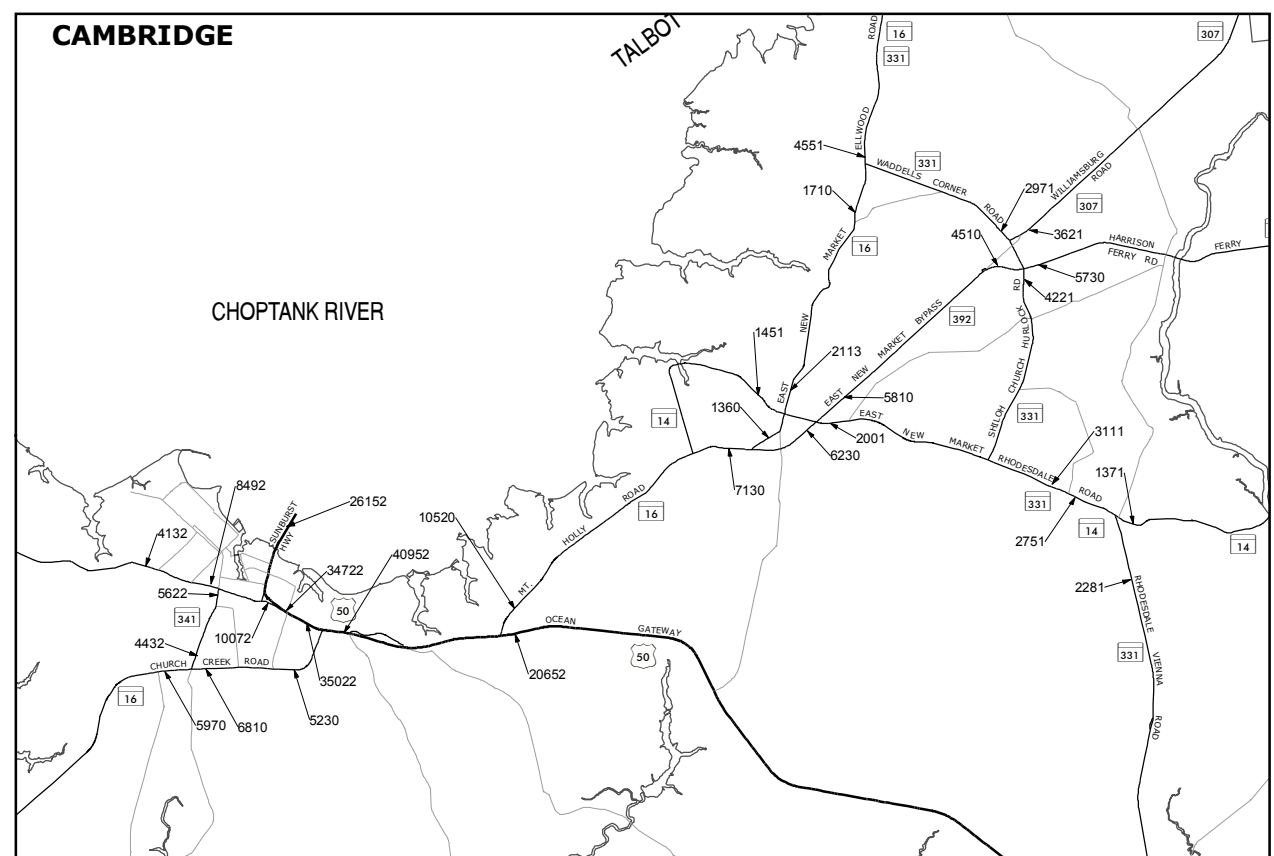 CAMBRIDGE
TALBOT
ROAD
16
331
307
ELLWOOD
4551
WADDELLS CORNER ROAD
331
WILLIAMSBURG
ROAD
307
1710
2971
3621
4510
HARRISON
FERRY RD
FERRY
MARKET
16
5730
4221
CHOPTANK RIVER
RD
392
BYPASS
HURLOCK
1451
NEW
2113
MARKET
CHURCH
EAST
NEW
5810
14
1360
EAST
EAST
NEW
MARKET
2001
6230
SHILOH
331
3111
RHODESDALE
ROAD
1371
7130
331
14
14
2751
8492
26152
SUNBURST
HWY
10520
ROAD
16
HOLLY
MT.
4132
40952
34722
5622
50
341
10072
2281
RHODESDALE
VIENNA
ROAD
331
OCEAN
GATEWAY
50
4432
CHURCH CREEK ROAD
20652
35022
16
5970
6810
5230